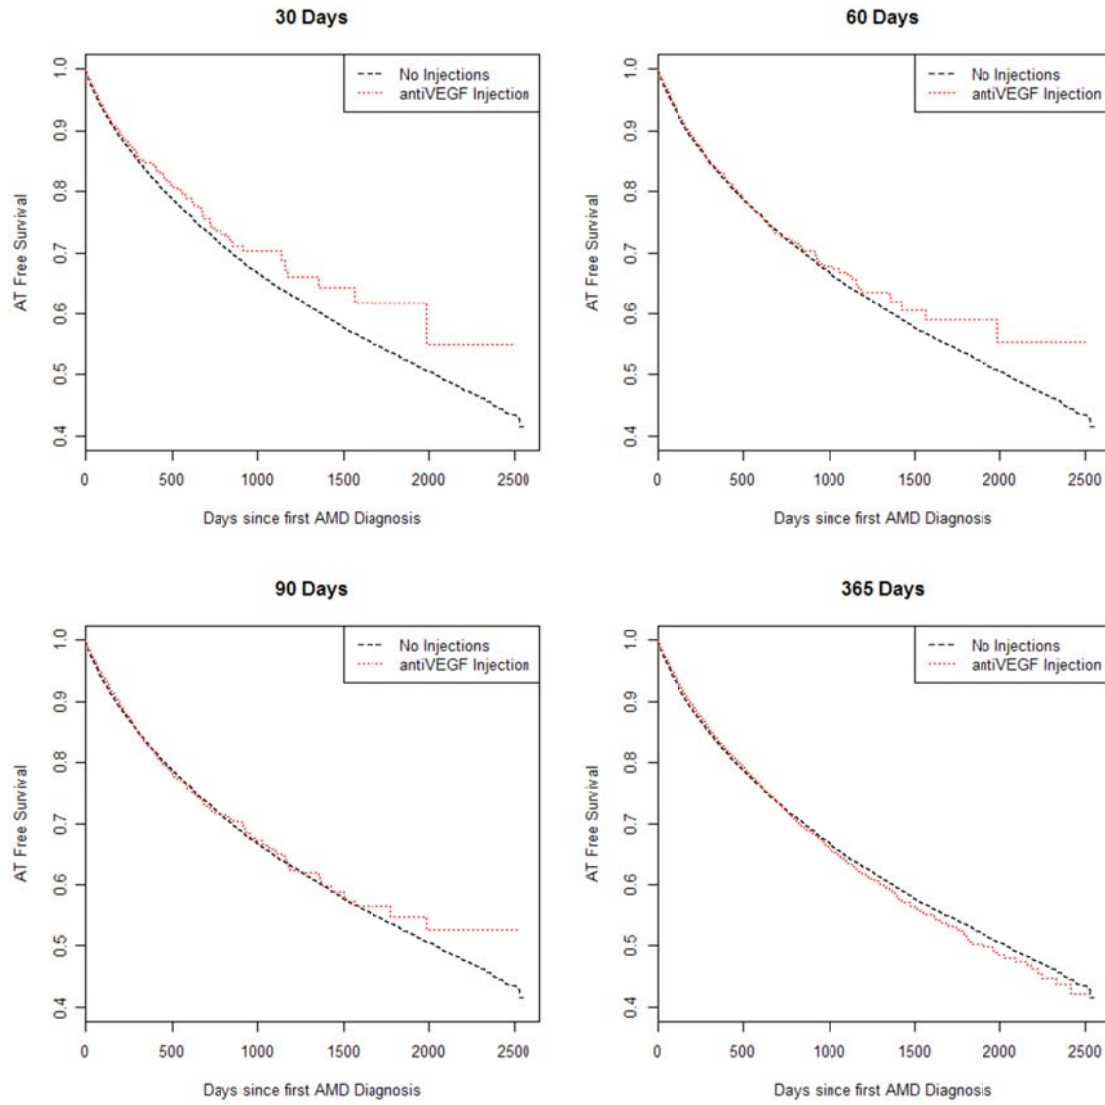 30 Days
No Injections
antiVEGF Injection
AT Free Survival
1.0
0.9
0.8
0.7
0.6
0.5
0.4
0 500 1000 1500 2000 2500
Days since first AMD Diagnosis
60 Days
No Injections
antiVEGF Injection
AT Free Survival
1.0
0.9
0.8
0.7
0.6
0.5
0.4
0 500 1000 1500 2000 2500
Days since first AMD Diagnosis
90 Days
No Injections
antiVEGF Injection
AT Free Survival
1.0
0.9
0.8
0.7
0.6
0.5
0.4
0 500 1000 1500 2000 2500
Days since first AMD Diagnosis
365 Days
No Injections
antiVEGF Injection
AT Free Survival
1.0
0.9
0.8
0.7
0.6
0.5
0.4
0 500 1000 1500 2000 2500
Days since first AMD Diagnosis